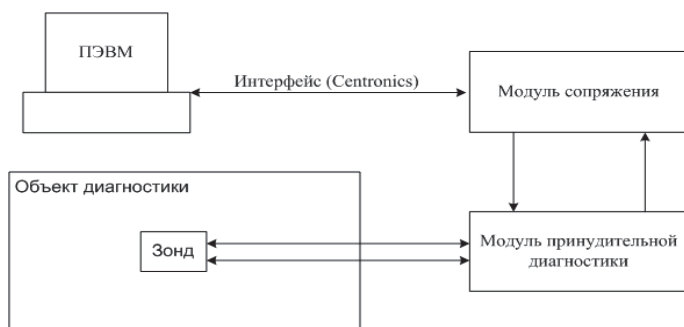 ПЭВМ
Интерфейс (Centronics)
Модуль сопряжения
Объект диагностики
Зонд
Модуль принудительной
диагностики